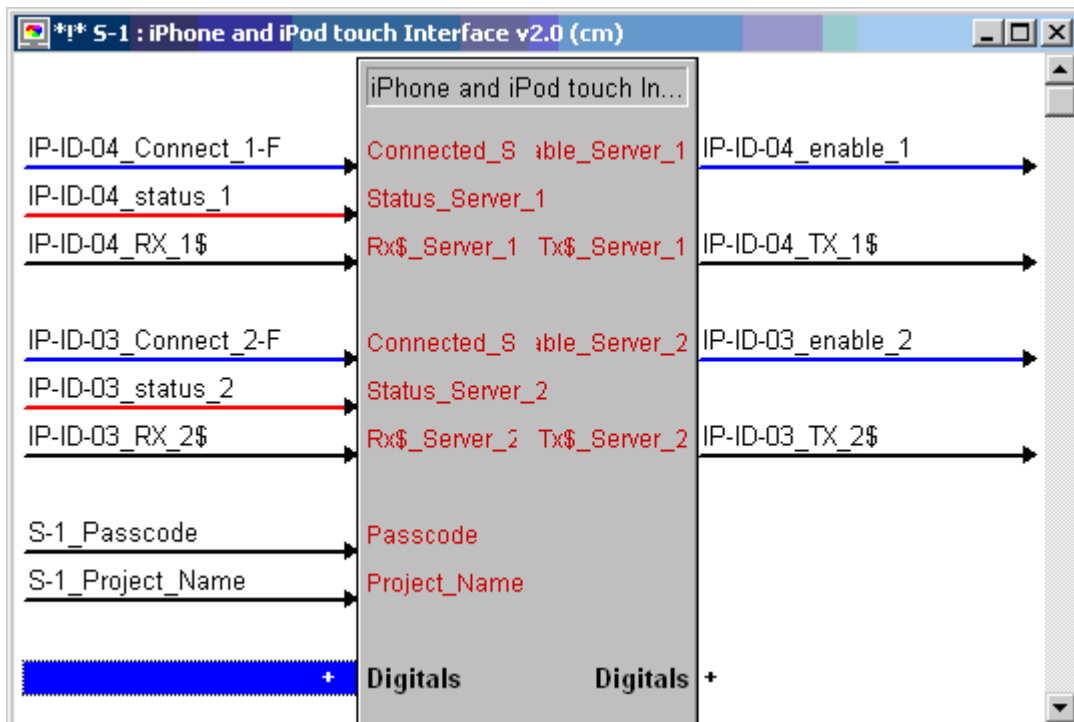 *!* S-1 : iPhone and iPod touch Interface v2.0 (cm)
iPhone and iPod touch In...
IP-ID-04_Connect_1-F Connected_S able_Server_1 IP-ID-04_enable_1
IP-ID-04_status_1 Status_Server_1
IP-ID-04_RX_1$ Rx$_Server_1 Tx$_Server_1 IP-ID-04_TX_1$
IP-ID-03_Connect_2-F Connected_S able_Server_2 IP-ID-03_enable_2
IP-ID-03_status_2 Status_Server_2
IP-ID-03_RX_2$ Rx$_Server_2 Tx$_Server_2 IP-ID-03_TX_2$
S-1_Passcode Passcode
S-1_Project_Name Project_Name
+ Digitals Digitals +